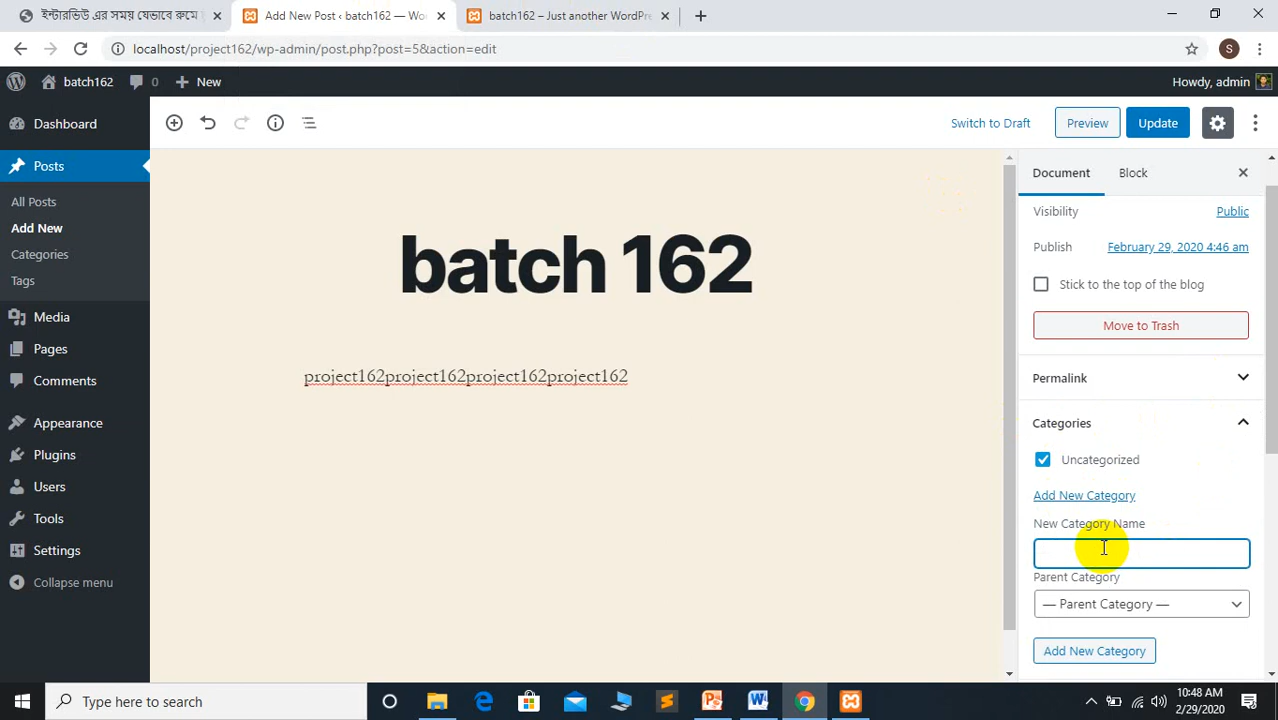 ইন্টারভিউ এর সময় যেভাবে রুমে
Add New Post ‹ batch162 — Wo
batch162 – Just another WordPre
localhost/project162/wp-admin/post.php?post=5&action=edit
S
batch162
0
New
Howdy, admin
Dashboard
Switch to Draft
Preview
Update
Posts
Document
Block
All Posts
Visibility
Public
Add New
Publish
February 29, 2020 4:46 am
Categories
Tags
batch 162
Stick to the top of the blog
Media
Move to Trash
Pages
Comments
project162project162project162project162
Permalink
Appearance
Categories
Plugins
Uncategorized
Users
Add New Category
Tools
New Category Name
Settings
Parent Category
Collapse menu
— Parent Category —
Add New Category
Type here to search
10:48 AM
2/29/2020